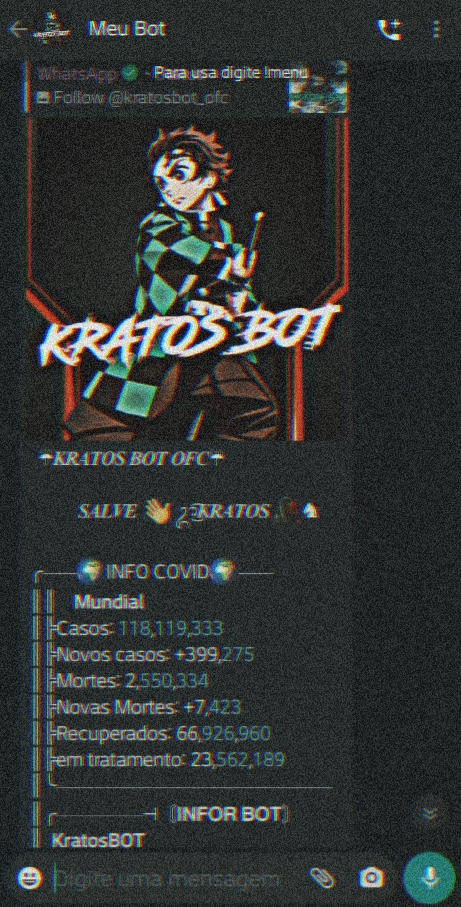 Meu Bot
WhatsApp ✅ · Para usa digite !menu
Follow @kratosbot_ofc
KRATOS BOT
☂KRATOS BOT OFC☂
SALVE 👋 KRATOS 🥀♞
🌍 INFO COVID🌍
Mundial
Casos: 118,119,333
Novos casos: +399,275
Mortes: 2,550,334
Novas Mortes: +7,423
Recuperados: 66,926,960
em tratamento: 23,562,189
〖INFOR BOT〗
KratosBOT
Digite uma mensagem